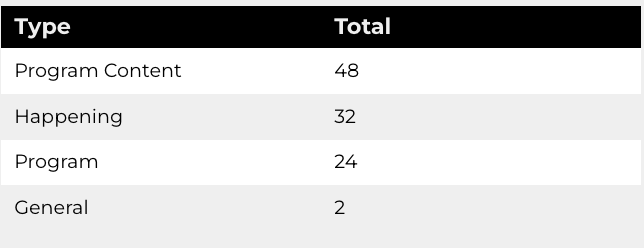 Type Total
Program Content 48
Happening 32
Program 24
General 2